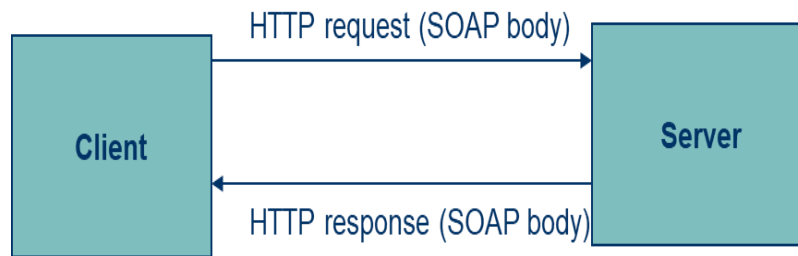 HTTP request (SOAP body)
Client
Server
HTTP response (SOAP body)